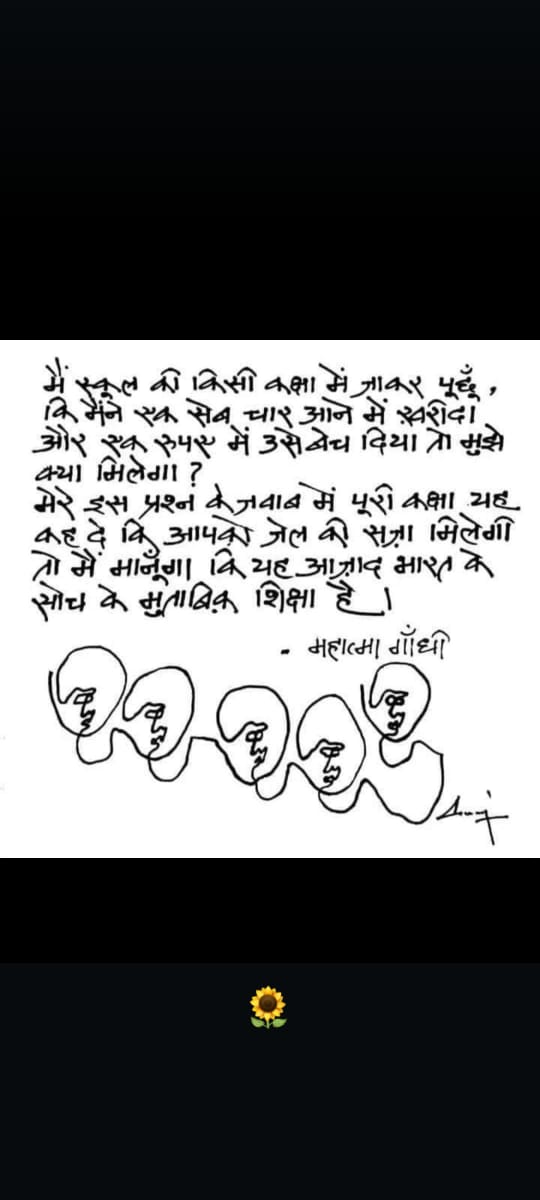 मैं स्कूल की किसी कक्षा में जाकर पूछूँ,
कि मैंने एक सेब चार आने में ख़रीदा
और एक रुपए में उसे बेच दिया तो मुझे
क्या मिलेगा ?
मेरे इस प्रश्न के जवाब में पूरी कक्षा यह
कह दे कि आपको जेल की सज़ा मिलेगी
तो मैं मानूँगा कि यह आज़ाद भारत के
सोच के मुताबिक़ शिक्षा है।
- महात्मा गाँधी